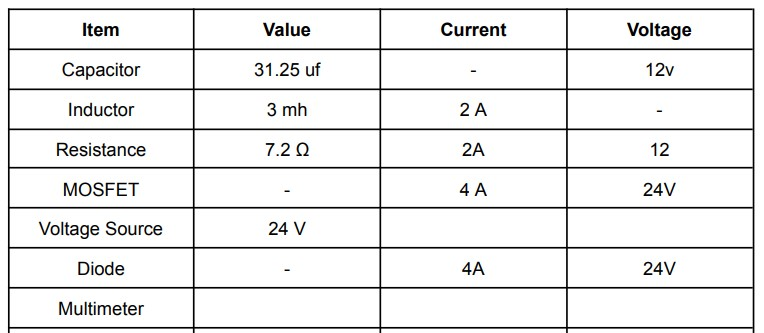 Item Value Current Voltage
Capacitor 31.25 uf - 12v
Inductor 3 mh 2 A -
Resistance 7.2 Ω 2A 12
MOSFET - 4 A 24V
Voltage Source 24 V
Diode - 4A 24V
Multimeter